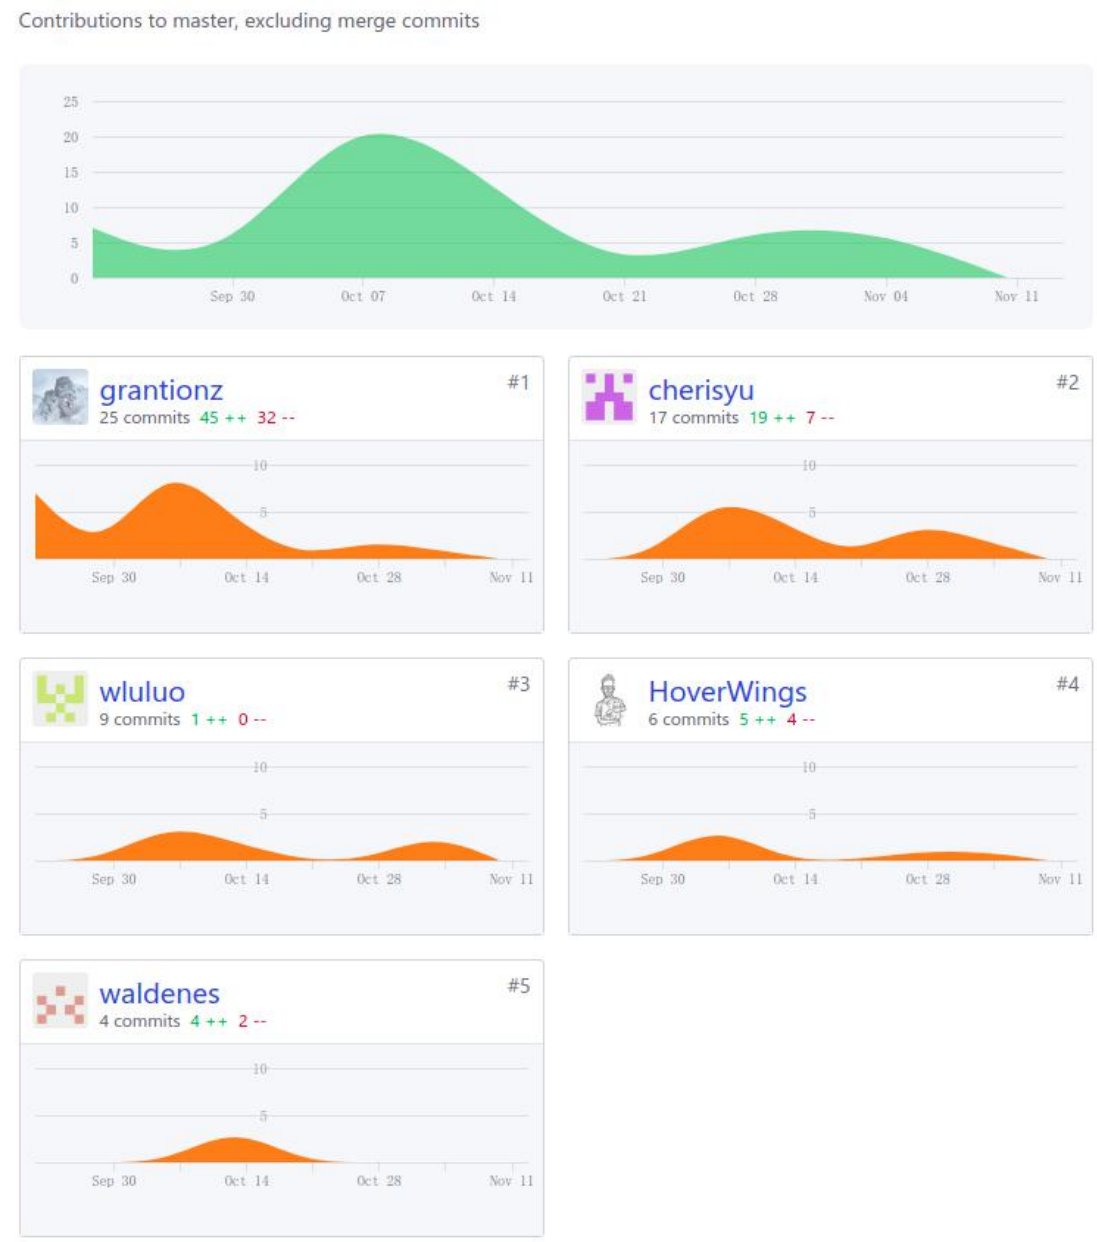 Contributions to master, excluding merge commits
25
20
15
10
5
0
Sep 30 Oct 07 Oct 14 Oct 21 Oct 28 Nov 04 Nov 11
grantionz #1
25 commits 45 ++ 32 --
10
5
Sep 30 Oct 14 Oct 28 Nov 11
cherisyu #2
17 commits 19 ++ 7 --
10
5
Sep 30 Oct 14 Oct 28 Nov 11
wluluo #3
9 commits 1 ++ 0 --
10
5
Sep 30 Oct 14 Oct 28 Nov 11
HoverWings #4
6 commits 5 ++ 4 --
10
5
Sep 30 Oct 14 Oct 28 Nov 11
waldenes #5
4 commits 4 ++ 2 --
10
5
Sep 30 Oct 14 Oct 28 Nov 11